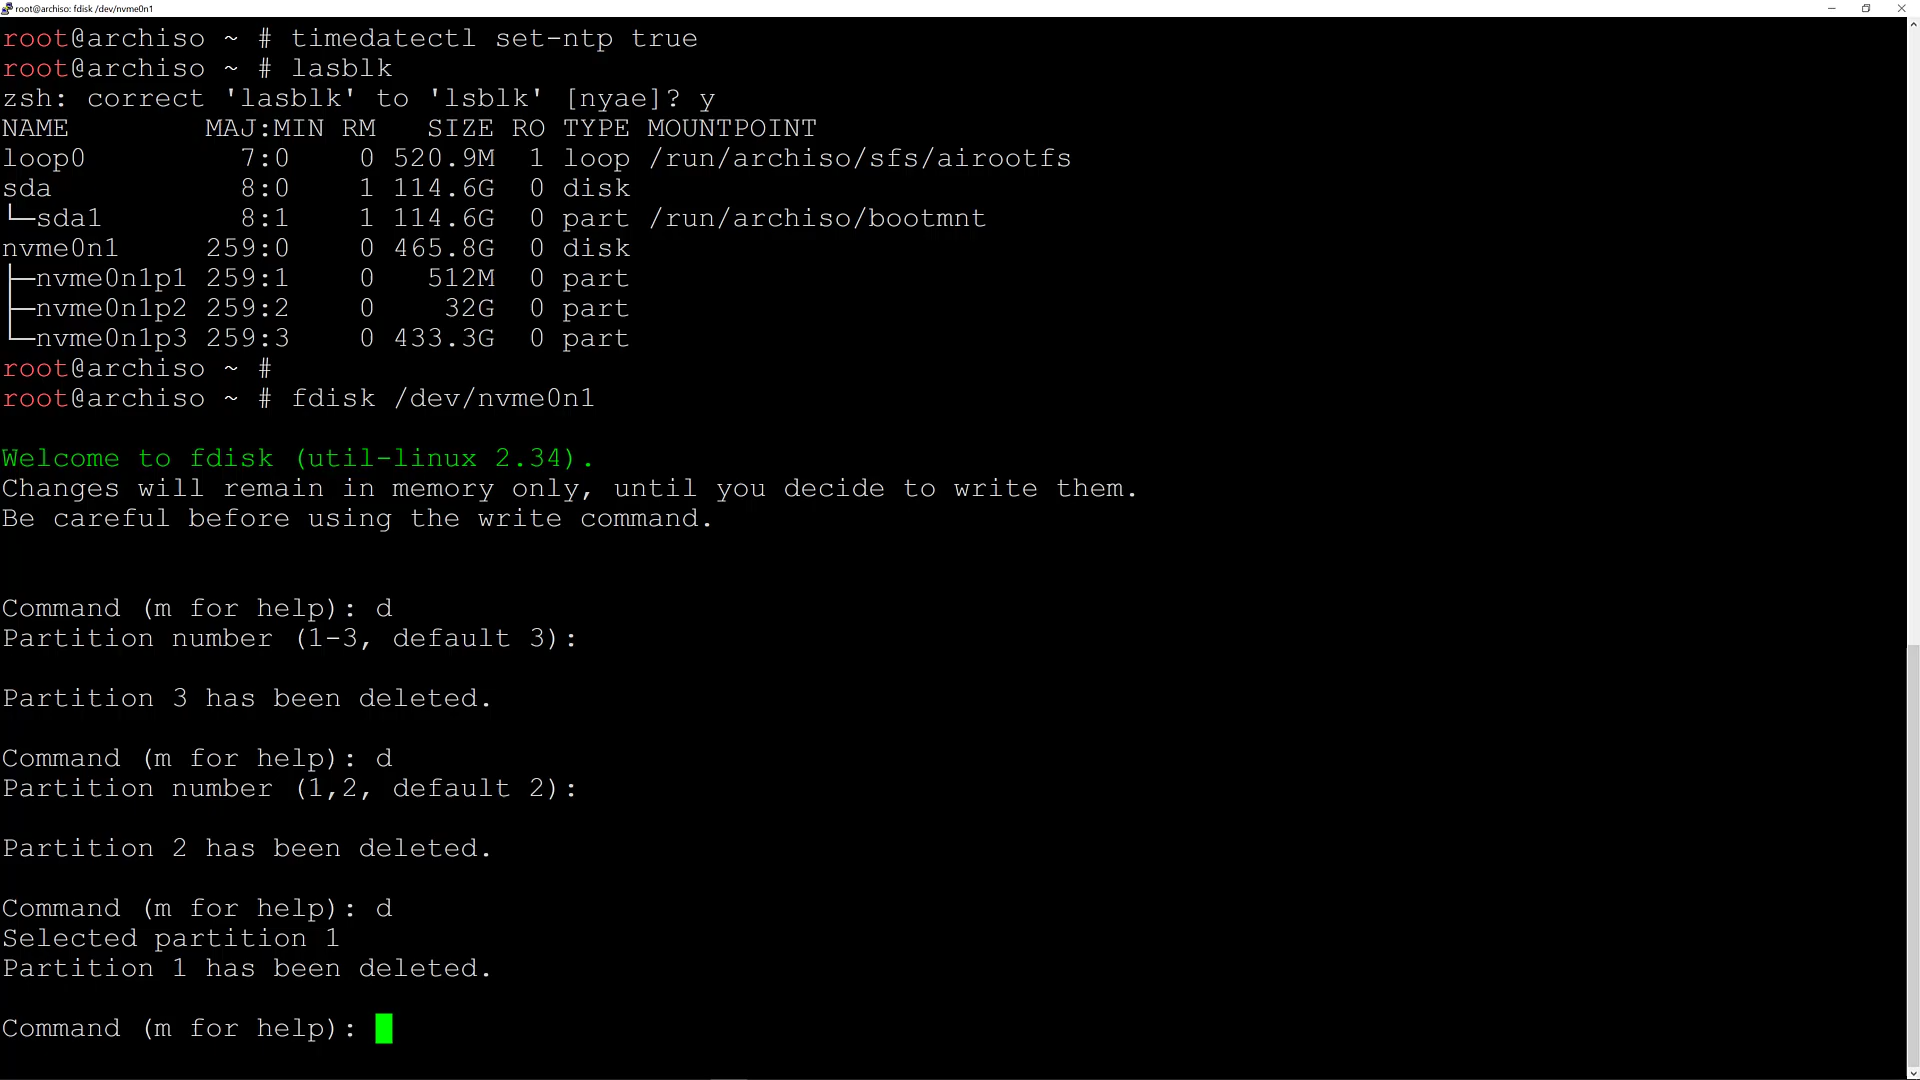 root@archiso: fdisk /dev/nvme0n1
root@archiso ~ # timedatectl set-ntp true
root@archiso ~ # lasblk
zsh: correct 'lasblk' to 'lsblk' [nyae]? y
NAME        MAJ:MIN RM   SIZE RO TYPE MOUNTPOINT
loop0         7:0    0 520.9M  1 loop /run/archiso/sfs/airootfs
sda           8:0    1 114.6G  0 disk
└─sda1        8:1    1 114.6G  0 part /run/archiso/bootmnt
nvme0n1     259:0    0 465.8G  0 disk
├─nvme0n1p1 259:1    0   512M  0 part
├─nvme0n1p2 259:2    0    32G  0 part
└─nvme0n1p3 259:3    0 433.3G  0 part
root@archiso ~ #
root@archiso ~ # fdisk /dev/nvme0n1
Welcome to fdisk (util-linux 2.34).
Changes will remain in memory only, until you decide to write them.
Be careful before using the write command.
Command (m for help): d
Partition number (1-3, default 3):
Partition 3 has been deleted.
Command (m for help): d
Partition number (1,2, default 2):
Partition 2 has been deleted.
Command (m for help): d
Selected partition 1
Partition 1 has been deleted.
Command (m for help):